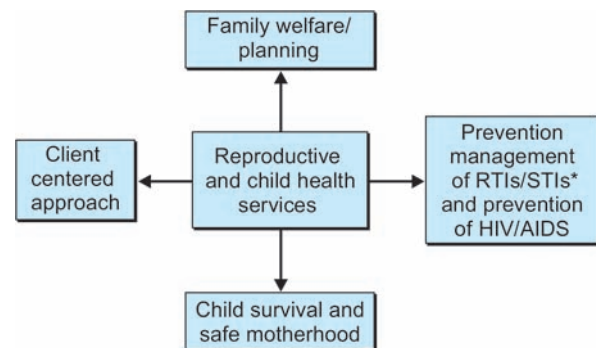 Family welfare/
planning
Client
centered
approach
Reproductive
and child health
services
Prevention
management
of RTIs/STIs*
and prevention
of HIV/AIDS
Child survival and
safe motherhood